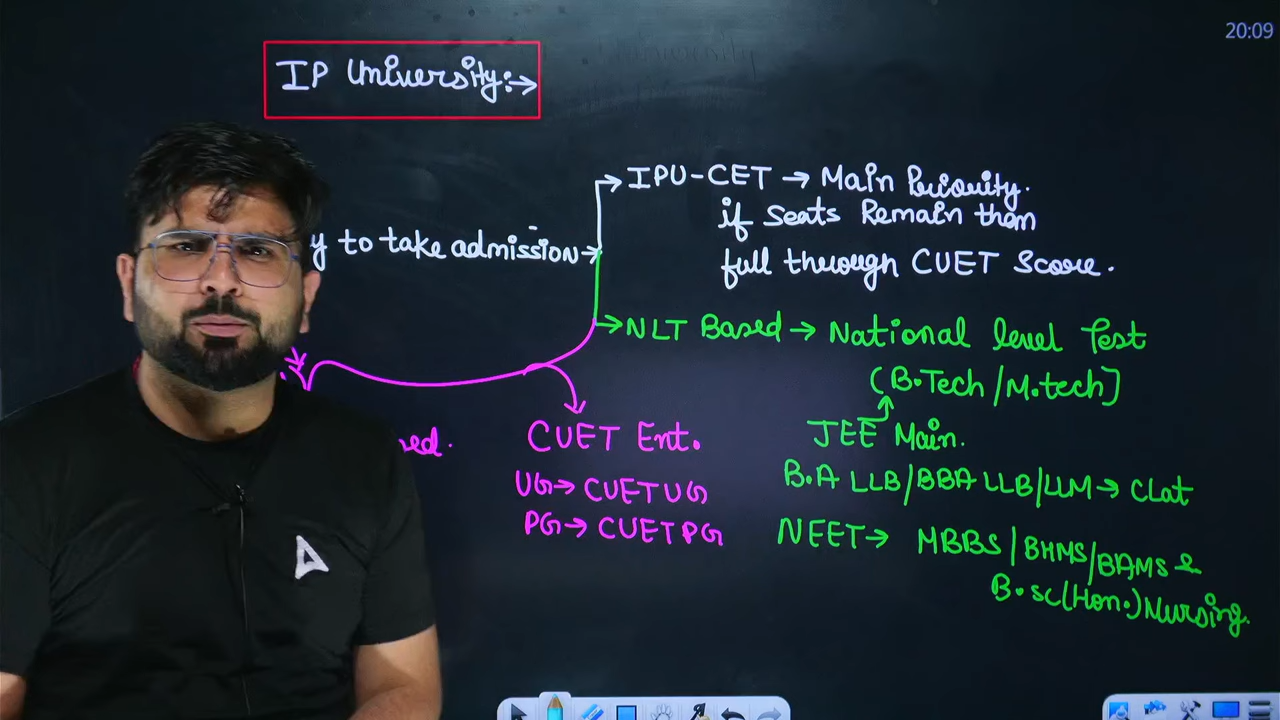 20:09
IP University:→
IPU-CET → Main Priority.
if Seats Remain then
full through CUET Score.
y to take admission→
→NLT Based → National level Test
(B.Tech/M.tech]
JEE Main.
B.A LLB/BBA LLB/LLM→ Clat
NEET→ MBBS/BHMS/BAMS &
B.sc(Hon.)Nursing.
sed.
CUET Ent.
UG→ CUET UG
PG→ CUET PG